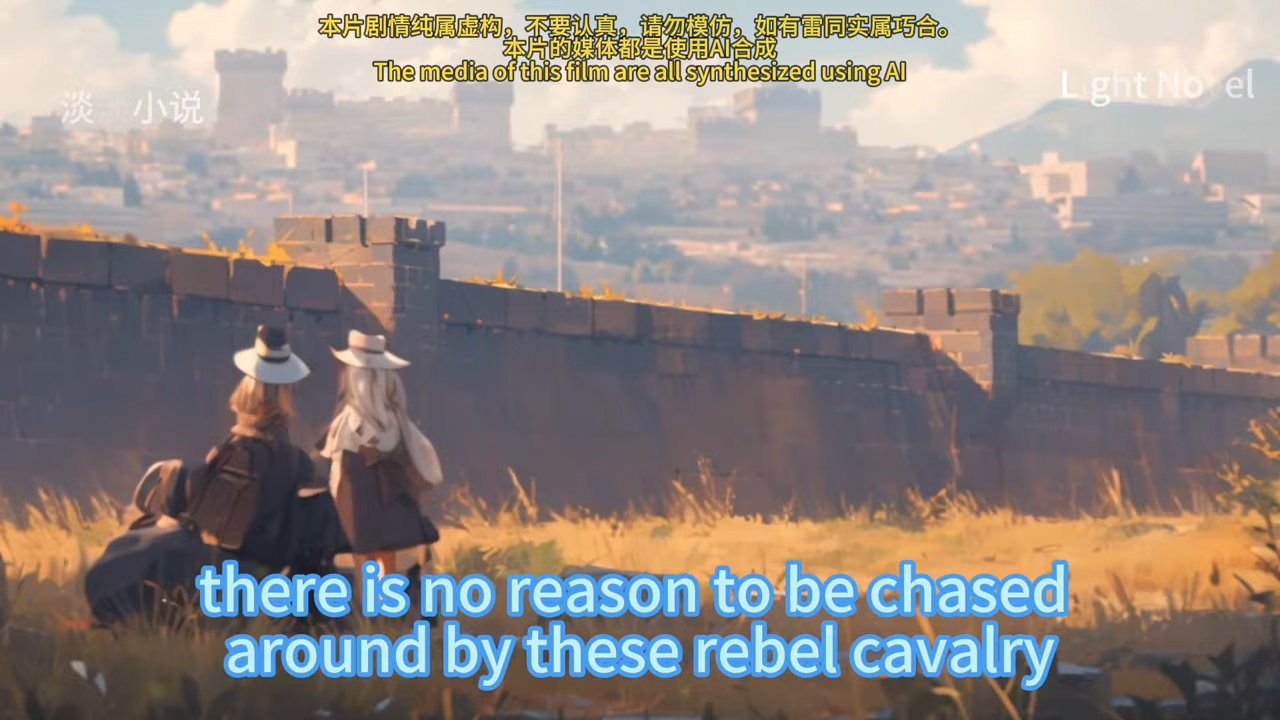 本片剧情纯属虚构，不要认真，请勿模仿，如有雷同实属巧合。
本片的媒体都是使用AI合成
The media of this film are all synthesized using AI
淡 小说
Light Novel
there is no reason to be chased
around by these rebel cavalry